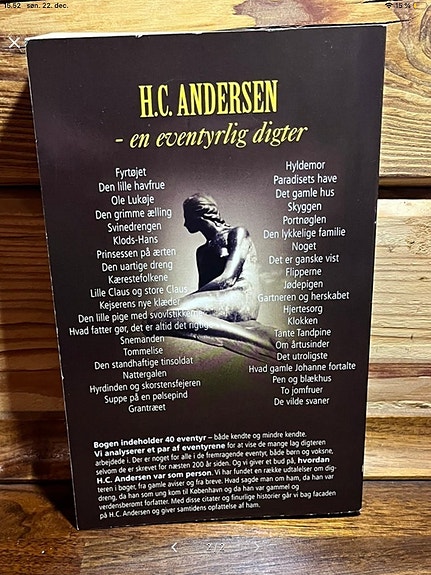 15.52 søn. 22. dec.
15 %
H.C. ANDERSEN
- en eventyrlig digter
Fyrtøjet
Den lille havfrue
Ole Lukøje
Den grimme ælling
Svinedrengen
Klods-Hans
Prinsessen på ærten
Den uartige dreng
Kærestefolkene
Lille Claus og store Claus
Kejserens nye klæder
Den lille pige med svovlstikkerne
Hvad fatter gør, det er altid det rigtige
Snemanden
Tommelise
Den standhaftige tinsoldat
Nattergalen
Hyrdinden og skorstensfejeren
Suppe på en pølsepind
Grantræet
Hyldemor
Paradisets have
Det gamle hus
Skyggen
Portnøglen
Den lykkelige familie
Noget
Det er ganske vist
Flipperne
Jødepigen
Gartneren og herskabet
Hjertesorg
Klokken
Tante Tandpine
Om årtusinder
Det utroligste
Hvad gamle Johanne fortalte
Pen og blækhus
To jomfruer
De vilde svaner
Bogen indeholder 40 eventyr – både kendte og mindre kendte.
Vi analyserer et par af eventyrene for at vise de mange lag digteren
arbejdede i. Der er noget for alle i de fremragende eventyr, både børn og voksne,
selvom de er skrevet for næsten 200 år siden. Og vi giver et bud på, hvordan
H.C. Andersen var som person. Vi har fundet en række udtalelser om dig-
teren i bøger, fra gamle aviser og fra breve. Hvad sagde man om ham, da han var
dreng, da han som ung kom til København og da han var gammel og
verdensberømt forfatter. Med disse citater og finurlige historier går vi bag facaden
på H.C. Andersen og giver samtidens opfattelse af ham.
2 / 2